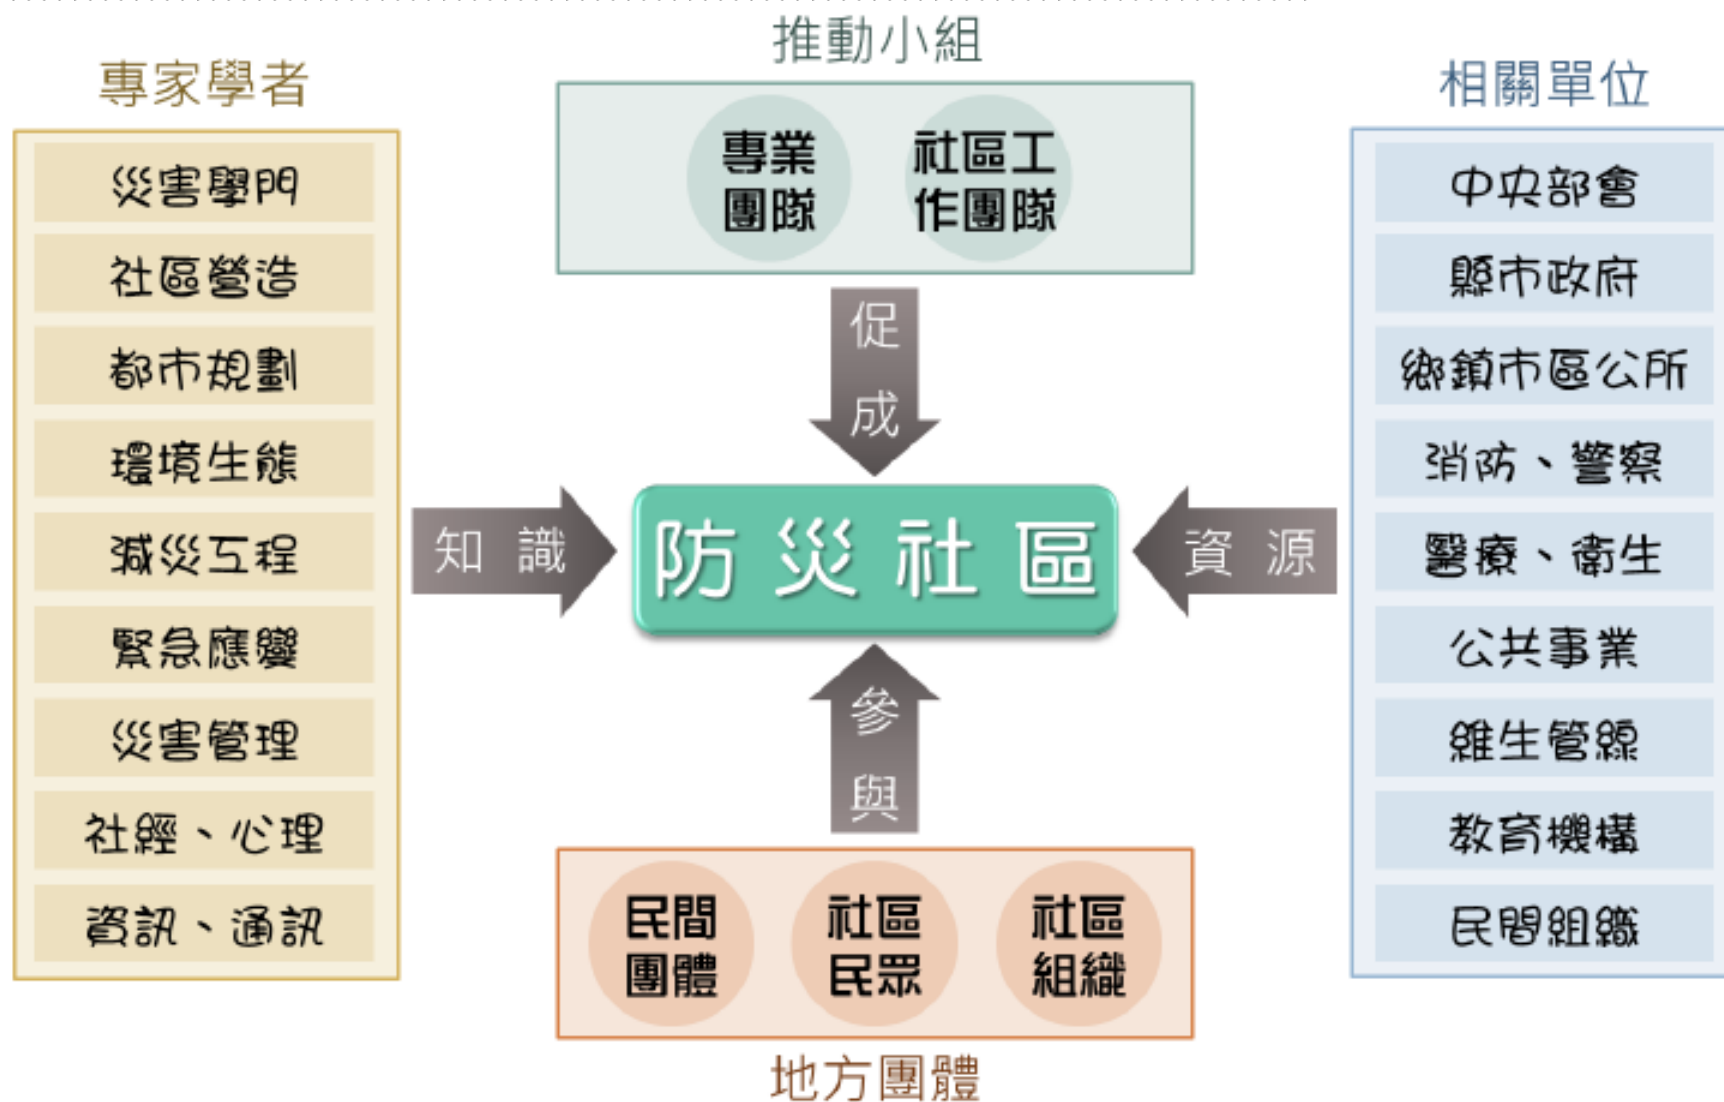 推動小組
專業
團隊
社區工
作團隊
促
成
專家學者
災害學門
社區營造
都市規劃
環境生態
減災工程
緊急應變
災害管理
社經、心理
資訊、通訊
知識
防災社區
資源
相關單位
中央部會
縣市政府
鄉鎮市區公所
消防、警察
醫療、衛生
公共事業
維生管線
教育機構
民間組織
參
與
民間
團體
社區
民眾
社區
組織
地方團體